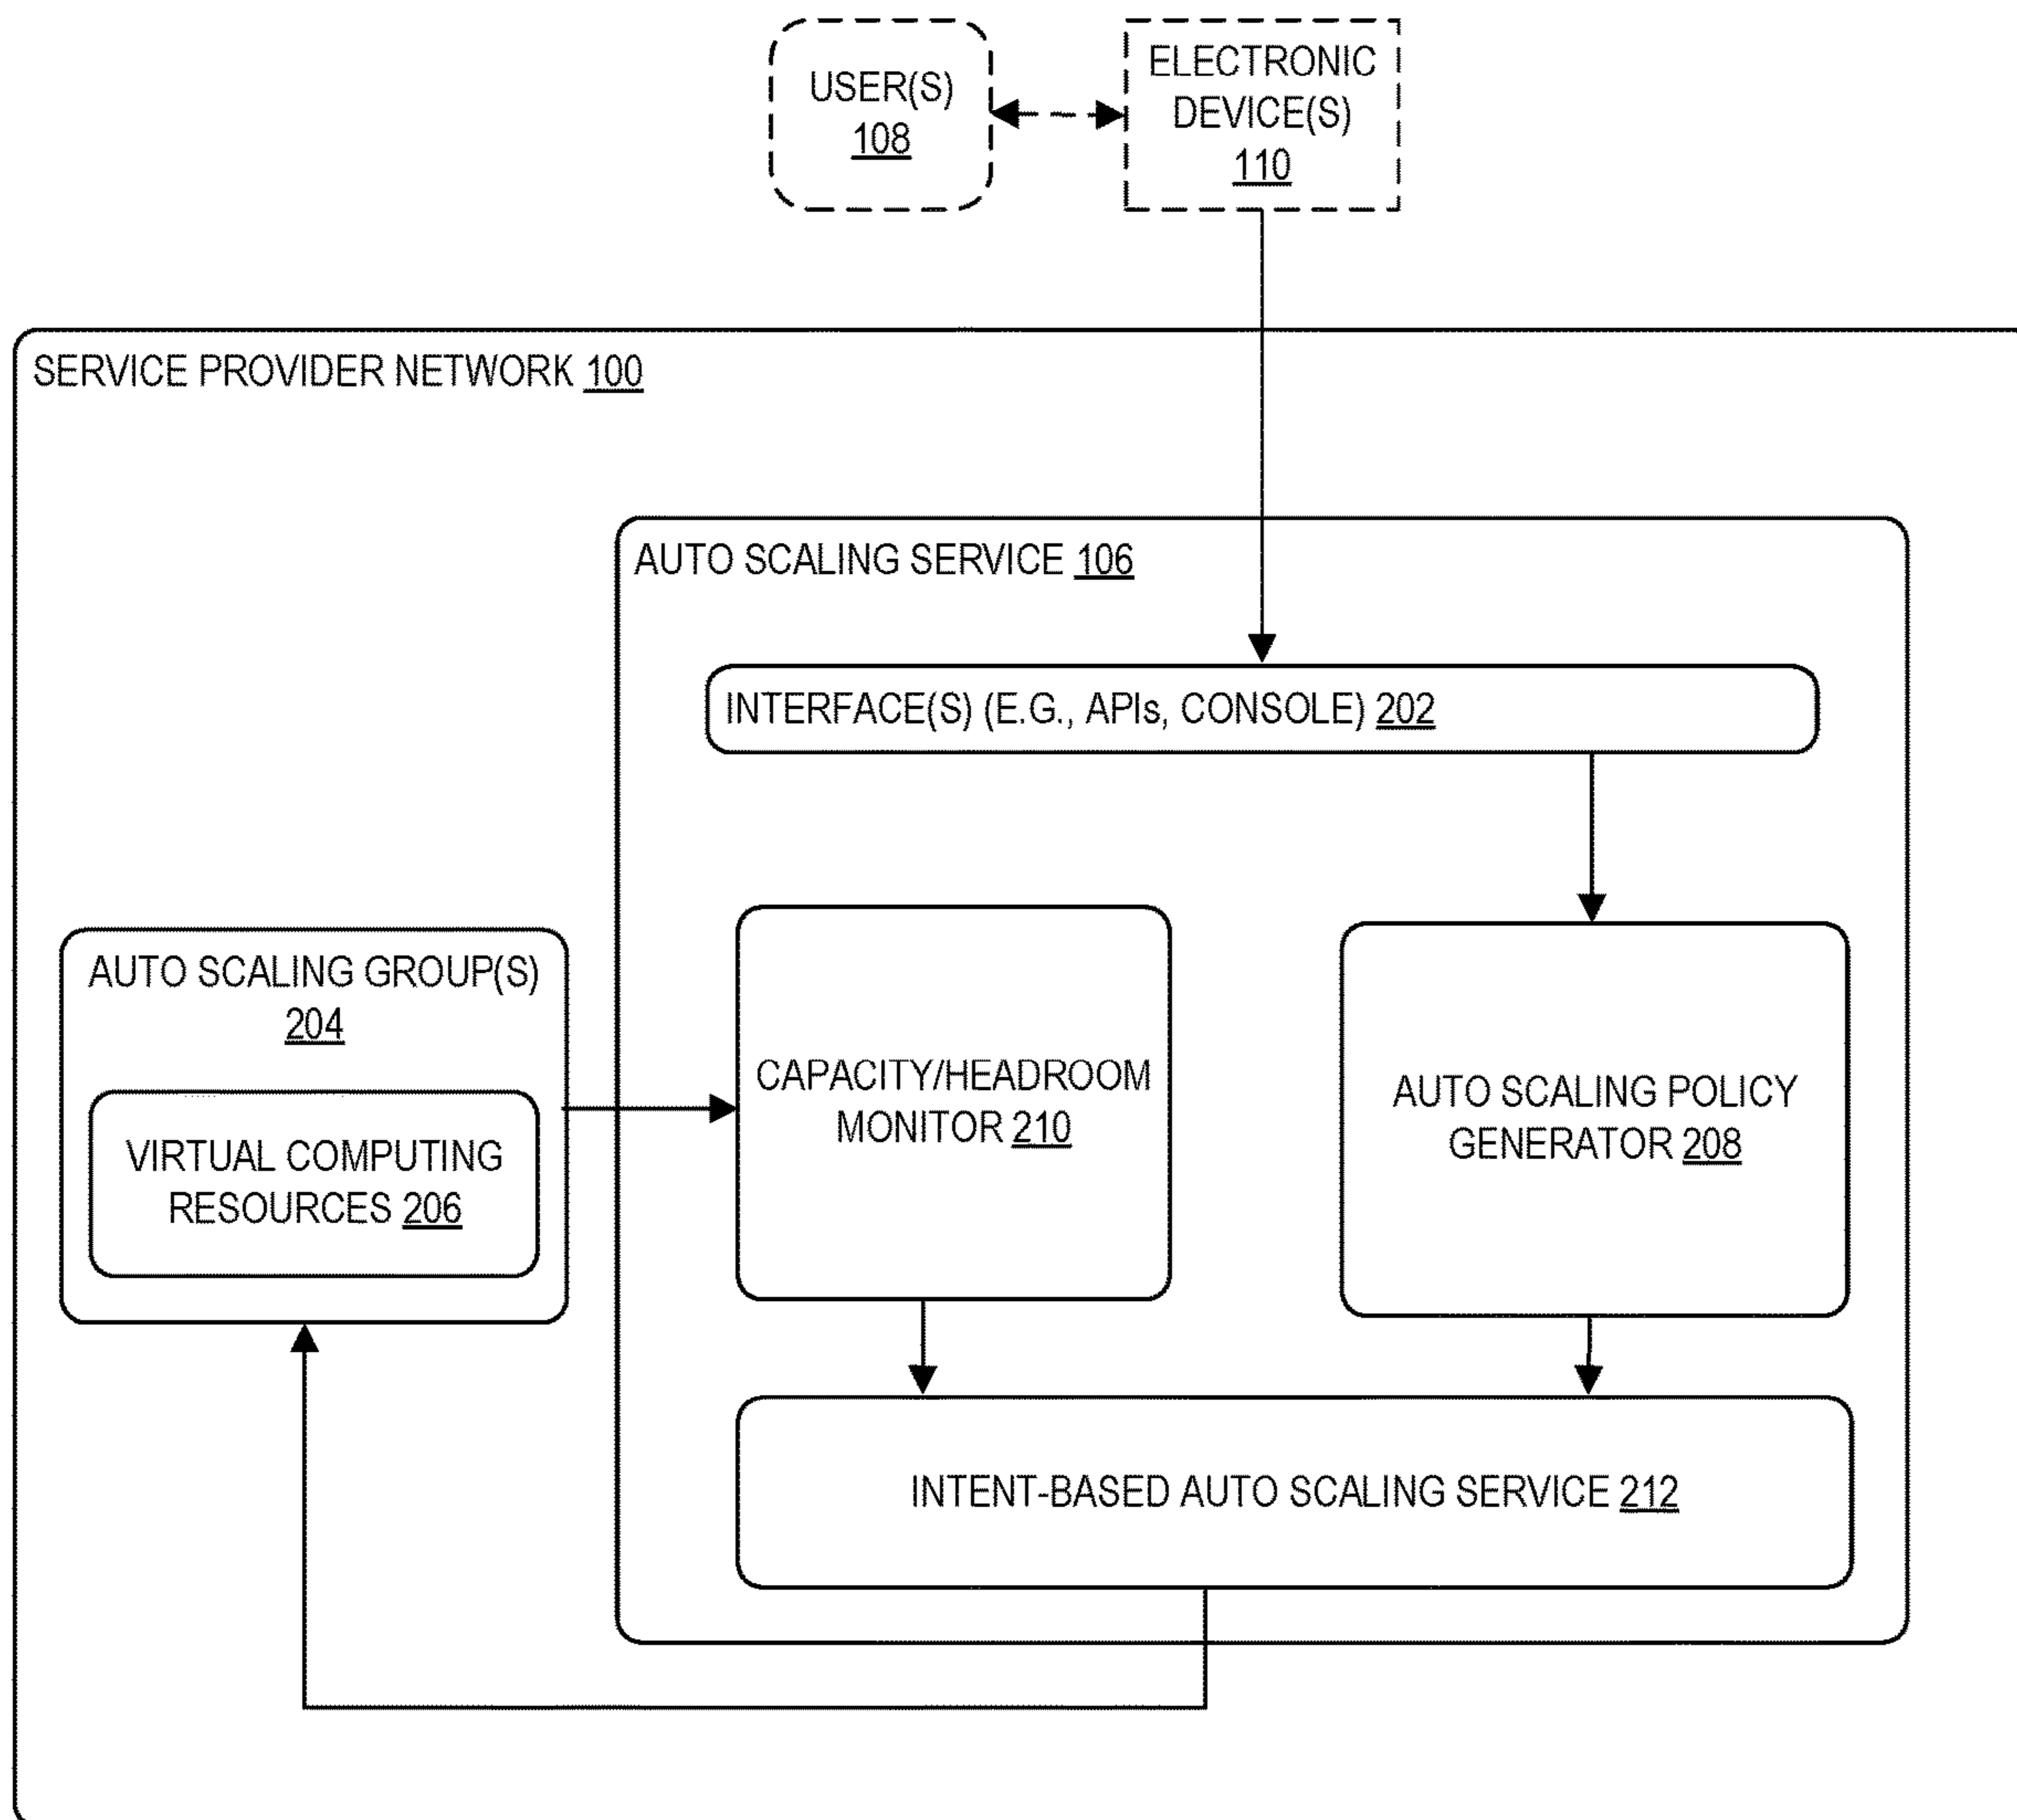 USER(S)
108
ELECTRONIC
DEVICE(S)
110
SERVICE PROVIDER NETWORK 100
AUTO SCALING SERVICE 106
INTERFACE(S) (E.G., APIs, CONSOLE) 202
AUTO SCALING GROUP(S)
204
VIRTUAL COMPUTING
RESOURCES 206
CAPACITY/HEADROOM
MONITOR 210
AUTO SCALING POLICY
GENERATOR 208
INTENT-BASED AUTO SCALING SERVICE 212